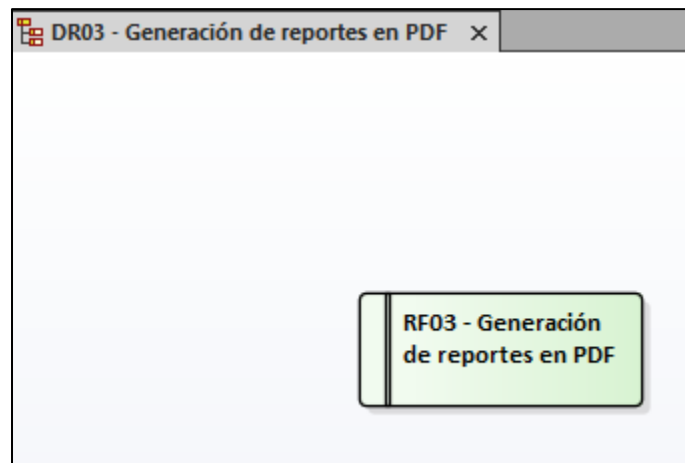 DR03 - Generación de reportes en PDF
RF03 - Generación
de reportes en PDF